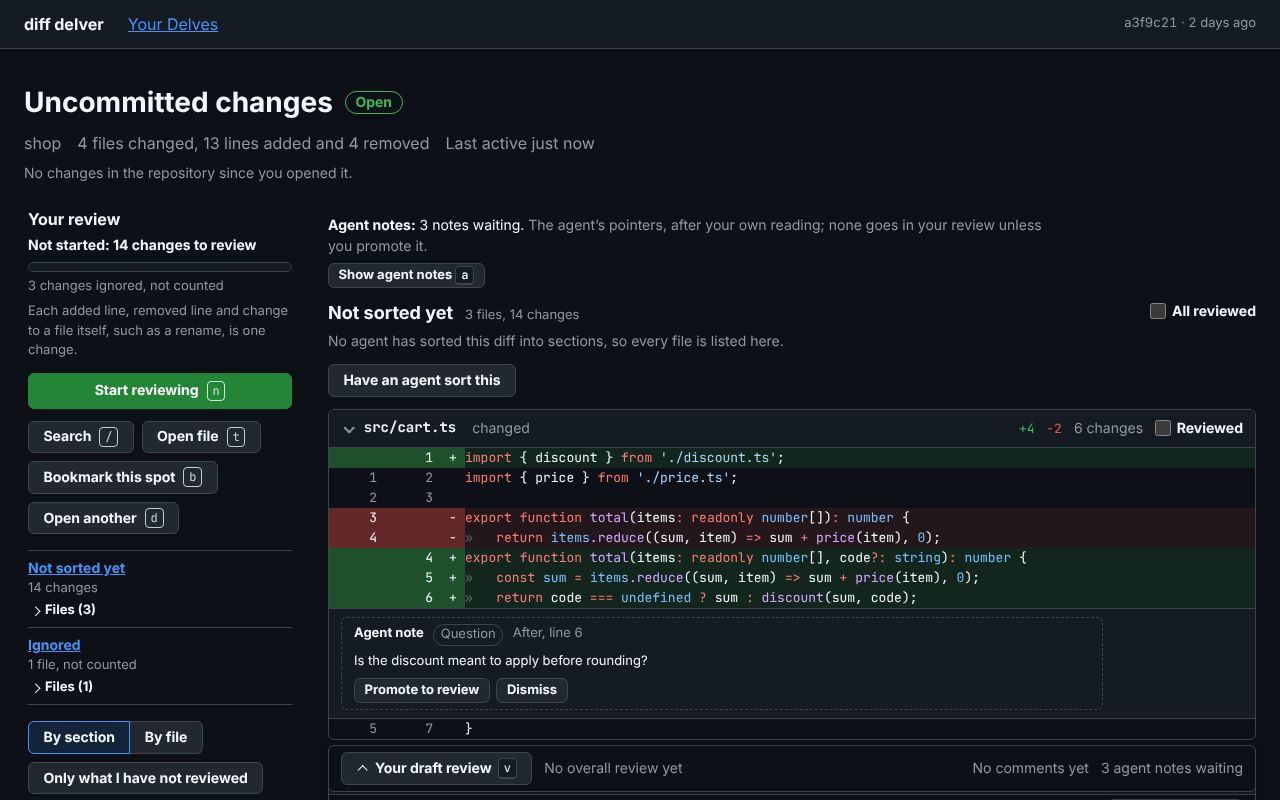 diff delver Your Delves a3f9c21 · 2 days ago
Uncommitted changes Open
shop 4 files changed, 13 lines added and 4 removed Last active just now
No changes in the repository since you opened it.
Your review
Not started: 14 changes to review
3 changes ignored, not counted
Each added line, removed line and change
to a file itself, such as a rename, is one
change.
Start reviewing n
Search / Open file t
Bookmark this spot b
Open another d
Not sorted yet
14 changes
Files (3)
Ignored
1 file, not counted
Files (1)
By section By file
Only what I have not reviewed
Agent notes: 3 notes waiting. The agent’s pointers, after your own reading; none goes in your review unless
you promote it.
Show agent notes a
Not sorted yet 3 files, 14 changes All reviewed
No agent has sorted this diff into sections, so every file is listed here.
Have an agent sort this
src/cart.ts changed +4 -2 6 changes Reviewed
1 + import { discount } from './discount.ts';
1 2 import { price } from './price.ts';
2 3
3 - export function total(items: readonly number[]): number {
4 - » return items.reduce((sum, item) => sum + price(item), 0);
4 + export function total(items: readonly number[], code?: string): number {
5 + » const sum = items.reduce((sum, item) => sum + price(item), 0);
6 + » return code === undefined ? sum : discount(sum, code);
Agent note Question After, line 6
Is the discount meant to apply before rounding?
Promote to review Dismiss
5 7 }
Your draft review v No overall review yet No comments yet 3 agent notes waiting